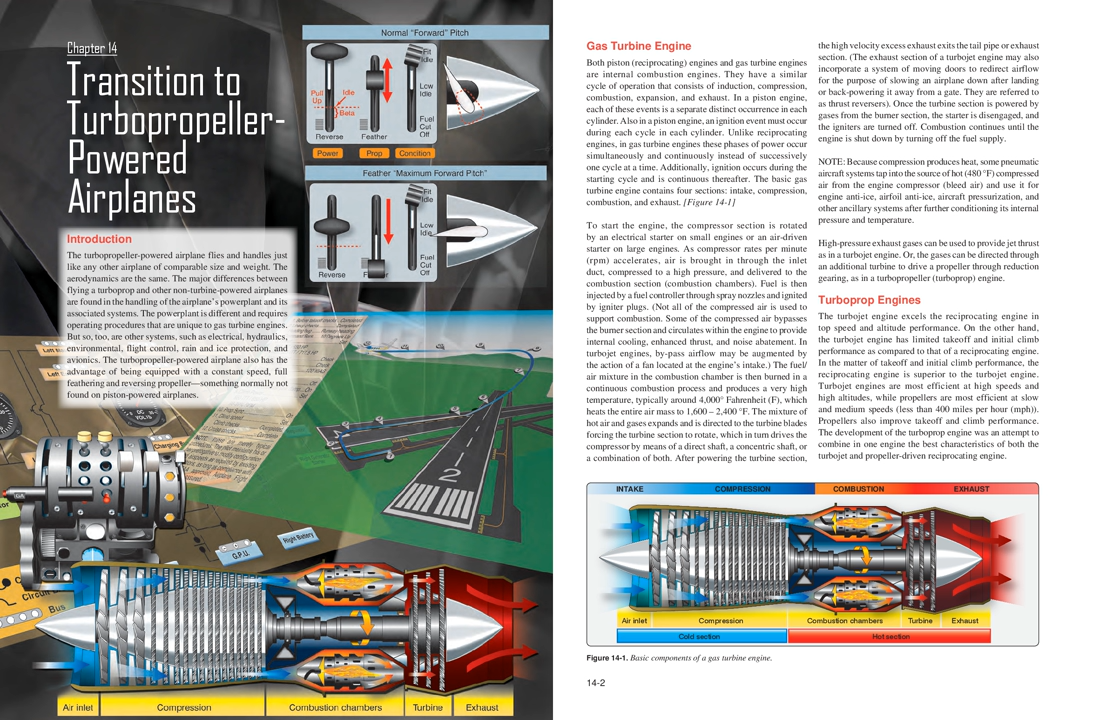 Chapter 14
Transition to
Turbopropeller-
Powered
Airplanes
Introduction
The turbopropeller-powered airplane flies and handles just
like any other airplane of comparable size and weight. The
aerodynamics are the same. The major differences between
flying a turboprop and other non-turbine-powered airplanes
are found in the handling of the airplane's powerplant and its
associated systems. The powerplant is different and requires
operating procedures that are unique to gas turbine engines.
But so, too, are other systems, such as electrical, hydraulics,
environmental, flight control, rain and ice protection, and
avionics. The turbopropeller-powered airplane also has the
advantage of being equipped with a constant speed, full
feathering and reversing propeller—something normally not
found on piston-powered airplanes.
Normal "Forward" Pitch
Pull
Up
Idle
Beta
Idle
Low
Idle
Fuel
Cut
Off
Reverse
Feather
Power
Prop
Condition
Feather "Maximum Forward Pitch"
Idle
Low
Idle
Fuel
Cut
Off
Reverse
DC
VOLTS
2
G.P.U.
Bus
Air inlet
Compression
Combustion chambers
Turbine
Exhaust
Gas Turbine Engine
Both piston (reciprocating) engines and gas turbine engines
are internal combustion engines. They have a similar
cycle of operation that consists of induction, compression,
combustion, expansion, and exhaust. In a piston engine,
each of these events is a separate distinct occurrence in each
cylinder. Also in a piston engine, an ignition event must occur
during each cycle in each cylinder. Unlike reciprocating
engines, in gas turbine engines these phases of power occur
simultaneously and continuously instead of successively
one cycle at a time. Additionally, ignition occurs during the
starting cycle and is continuous thereafter. The basic gas
turbine engine contains four sections: intake, compression,
combustion, and exhaust. [Figure 14-1]
To start the engine, the compressor section is rotated
by an electrical starter on small engines or an air-driven
starter on large engines. As compressor rates per minute
(rpm) accelerates, air is brought in through the inlet
duct, compressed to a high pressure, and delivered to the
combustion section (combustion chambers). Fuel is then
injected by a fuel controller through spray nozzles and ignited
by igniter plugs. (Not all of the compressed air is used to
support combustion. Some of the compressed air bypasses
the burner section and circulates within the engine to provide
internal cooling, enhanced thrust, and noise abatement. In
turbojet engines, by-pass airflow may be augmented by
the action of a fan located at the engine's intake.) The fuel/
air mixture in the combustion chamber is then burned in a
continuous combustion process and produces a very high
temperature, typically around 4,000° Fahrenheit (F), which
heats the entire air mass to 1,600 – 2,400 °F. The mixture of
hot air and gases expands and is directed to the turbine blades
forcing the turbine section to rotate, which in turn drives the
compressor by means of a direct shaft, a concentric shaft, or
a combination of both. After powering the turbine section,
the high velocity excess exhaust exits the tail pipe or exhaust
section. (The exhaust section of a turbojet engine may also
incorporate a system of moving doors to redirect airflow
for the purpose of slowing an airplane down after landing
or back-powering it away from a gate. They are referred to
as thrust reversers). Once the turbine section is powered by
gases from the burner section, the starter is disengaged, and
the igniters are turned off. Combustion continues until the
engine is shut down by turning off the fuel supply.
NOTE: Because compression produces heat, some pneumatic
aircraft systems tap into the source of hot (480 °F) compressed
air from the engine compressor (bleed air) and use it for
engine anti-ice, airfoil anti-ice, aircraft pressurization, and
other ancillary systems after further conditioning its internal
pressure and temperature.
High-pressure exhaust gases can be used to provide jet thrust
as in a turbojet engine. Or, the gases can be directed through
an additional turbine to drive a propeller through reduction
gearing, as in a turbopropeller (turboprop) engine.
Turboprop Engines
The turbojet engine excels the reciprocating engine in
top speed and altitude performance. On the other hand,
the turbojet engine has limited takeoff and initial climb
performance as compared to that of a reciprocating engine.
In the matter of takeoff and initial climb performance, the
reciprocating engine is superior to the turbojet engine.
Turbojet engines are most efficient at high speeds and
high altitudes, while propellers are most efficient at slow
and medium speeds (less than 400 miles per hour (mph)).
Propellers also improve takeoff and climb performance.
The development of the turboprop engine was an attempt to
combine in one engine the best characteristics of both the
turbojet and propeller-driven reciprocating engine.
INTAKE
COMPRESSION
COMBUSTION
EXHAUST
Air inlet
Compression
Combustion chambers
Turbine
Exhaust
Cold section
Hot section
Figure 14-1. Basic components of a gas turbine engine.
14-2